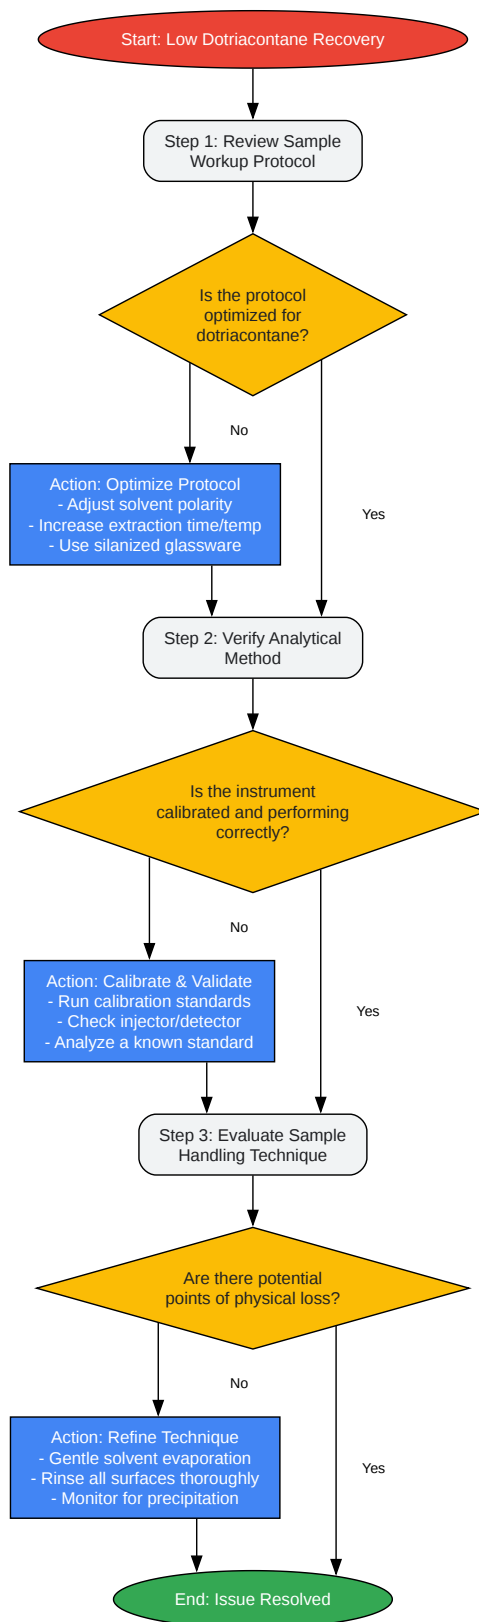 Start: Low Dotriacontane Recovery
Step 1: Review Sample
Workup Protocol
Is the protocol
optimized for
dotriacontane?
No
Action: Optimize Protocol
- Adjust solvent polarity
- Increase extraction time/temp
- Use silanized glassware
Yes
Step 2: Verify Analytical
Method
Is the instrument
calibrated and performing
correctly?
No
Action: Calibrate & Validate
- Run calibration standards
- Check injector/detector
- Analyze a known standard
Yes
Step 3: Evaluate Sample
Handling Technique
Are there potential
points of physical loss?
No
Action: Refine Technique
- Gentle solvent evaporation
- Rinse all surfaces thoroughly
- Monitor for precipitation
Yes
End: Issue Resolved